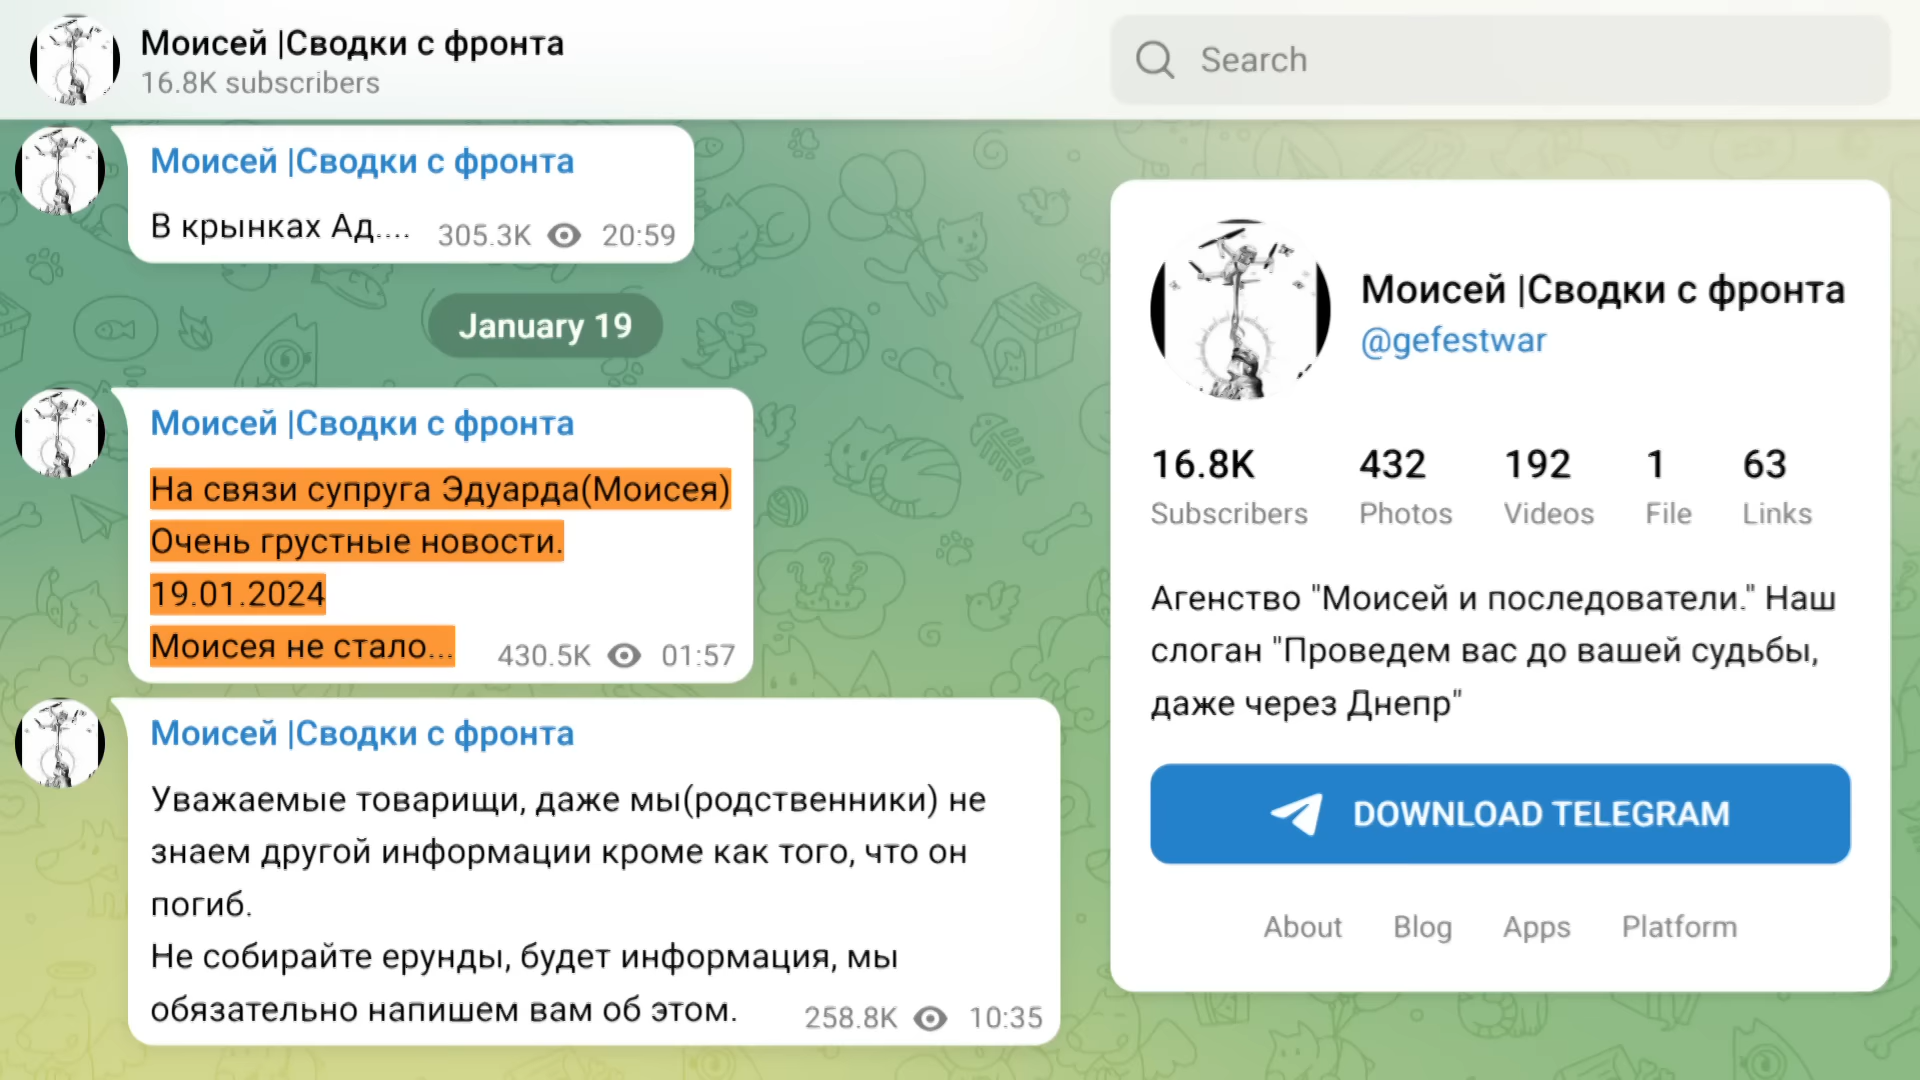 Моисей |Сводки с фронта
16.8K subscribers
Search
Моисей |Сводки с фронта
В крынках Ад....
305.3K 20:59
January 19
Моисей |Сводки с фронта
На связи супруга Эдуарда(Моисея)
Очень грустные новости.
19.01.2024
Моисея не стало...
430.5K 01:57
Моисей |Сводки с фронта
Уважаемые товарищи, даже мы(родственники) не
знаем другой информации кроме как того, что он
погиб.
Не собирайте ерунды, будет информация, мы
обязательно напишем вам об этом.
258.8K 10:35
Моисей |Сводки с фронта
@gefestwar
16.8K 432 192 1 63
Subscribers Photos Videos File Links
Агенство "Моисей и последователи." Наш
слоган "Проведем вас до вашей судьбы,
даже через Днепр"
DOWNLOAD TELEGRAM
About Blog Apps Platform